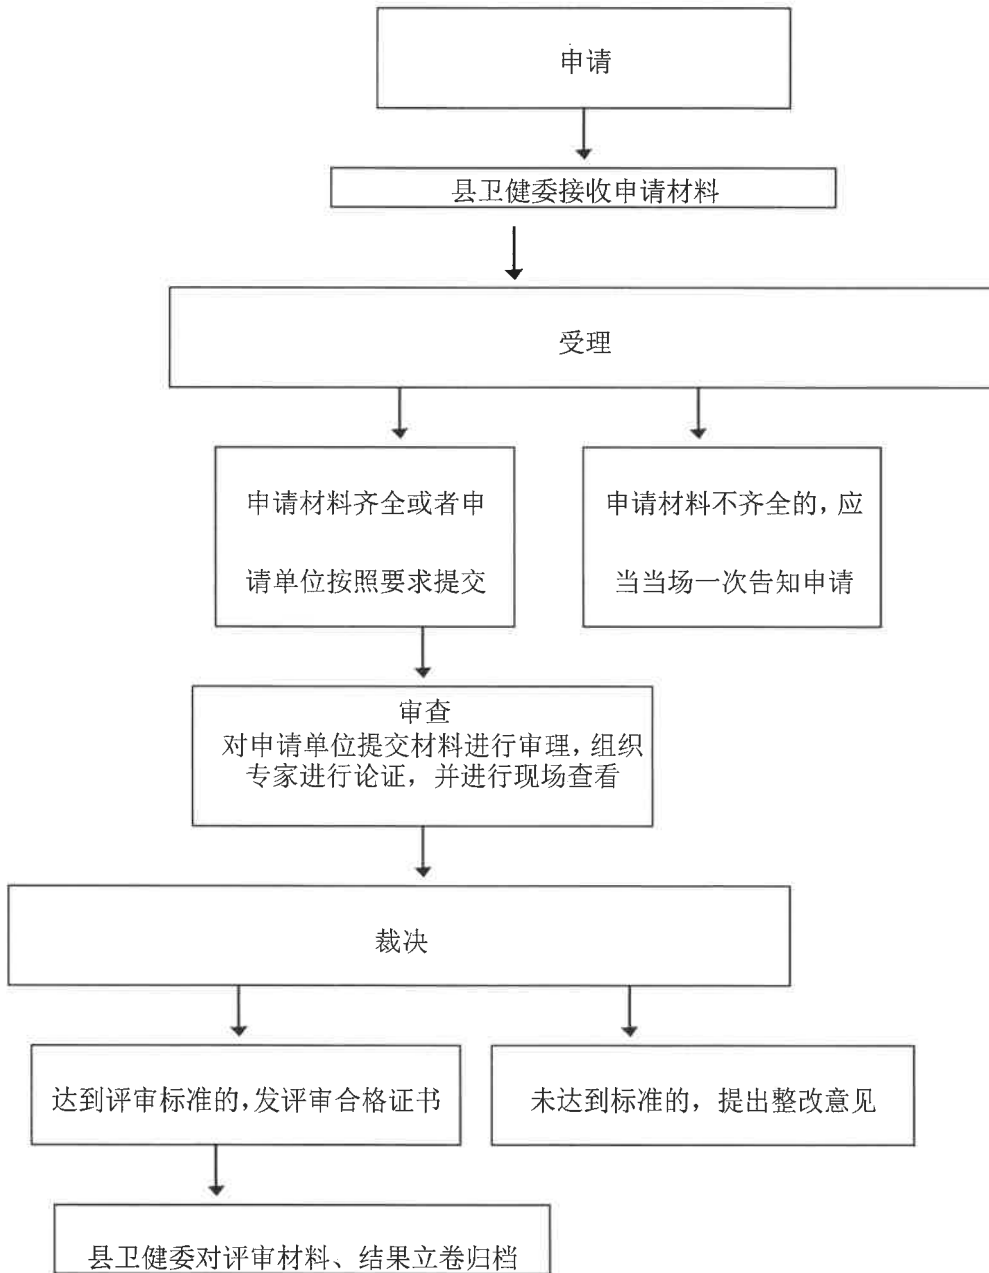 申请
县卫健委接收申请材料
受理
申请材料齐全或者申
请单位按照要求提交
申请材料不齐全的，应
当当场一次告知申请
审查
对申请单位提交材料进行审理，组织
专家进行论证，并进行现场查看
裁决
达到评审标准的，发评审合格证书
未达到标准的，提出整改意见
县卫健委对评审材料、结果立卷归档